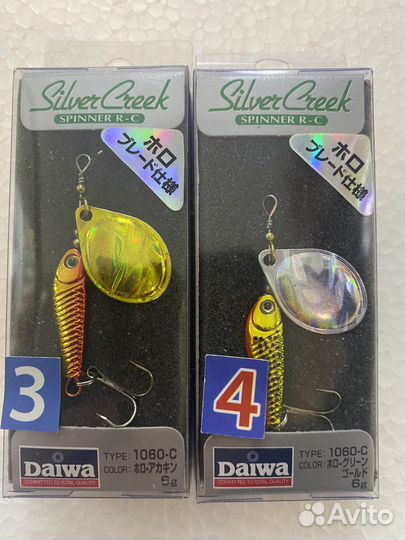 Silver Creek
SPINNER R-C
ホロ
ブレード仕様
3
Daiwa
COMMITTED TO TOTAL QUALITY
TYPE: 1060-C
COLOR: ホロ-アカキン
6g
Silver Creek
SPINNER R-C
ホロ
ブレード仕様
4
Daiwa
COMMITTED TO TOTAL QUALITY
TYPE: 1060-C
COLOR: ホロ-グリーン
ゴールド
6g
Avito